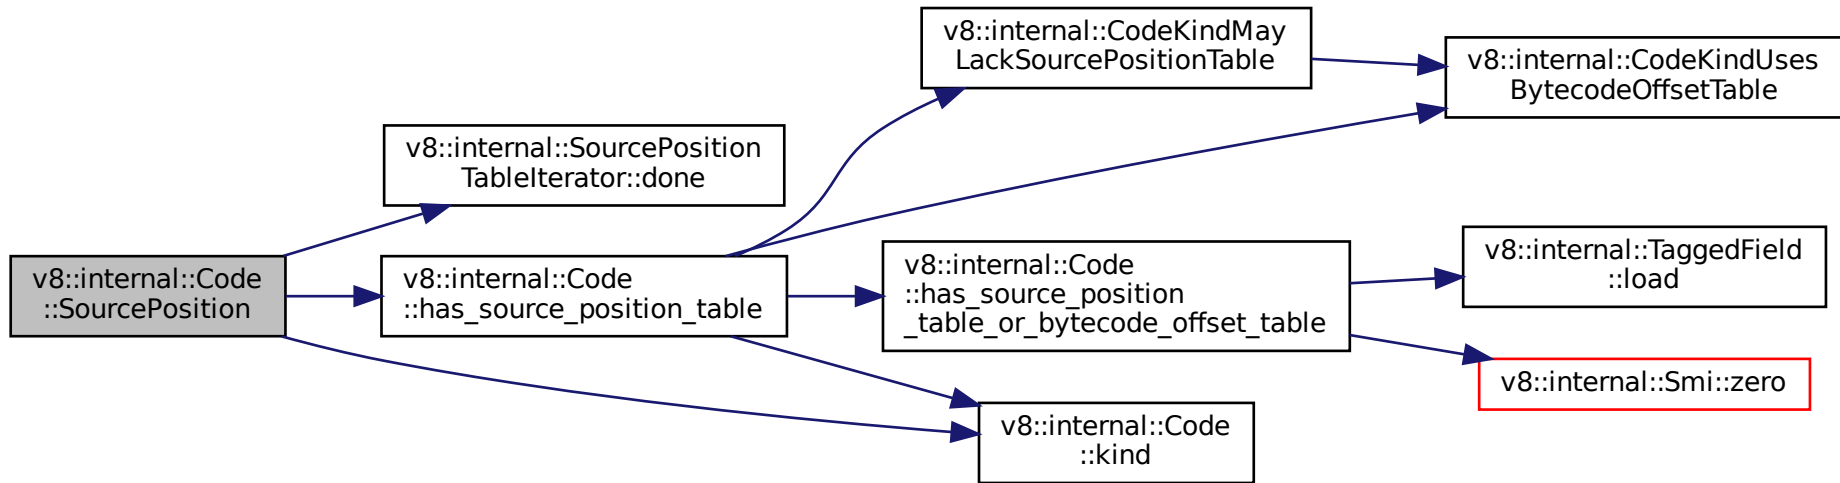 v8::internal::CodeKindMay
LackSourcePositionTable
v8::internal::CodeKindUses
BytecodeOffsetTable
v8::internal::SourcePosition
TableIterator::done
v8::internal::Code
::SourcePosition
v8::internal::Code
::has_source_position_table
v8::internal::Code
::has_source_position
_table_or_bytecode_offset_table
v8::internal::TaggedField
::load
v8::internal::Smi::zero
v8::internal::Code
::kind